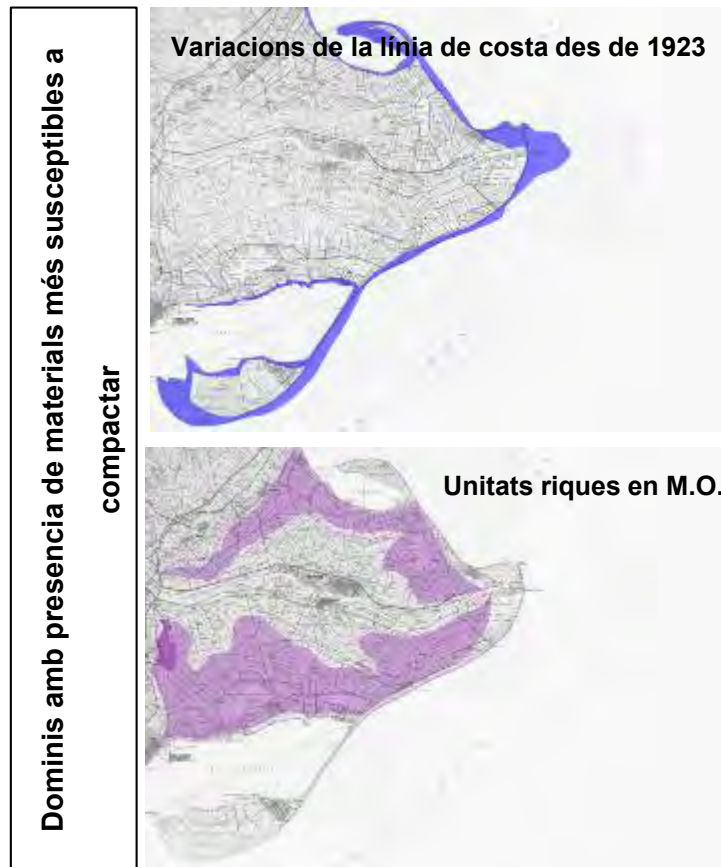 Dominis amb presencia de materials més susceptibles a
compactar
Variacions de la línia de costa des de 1923
Unitats riques en M.O.